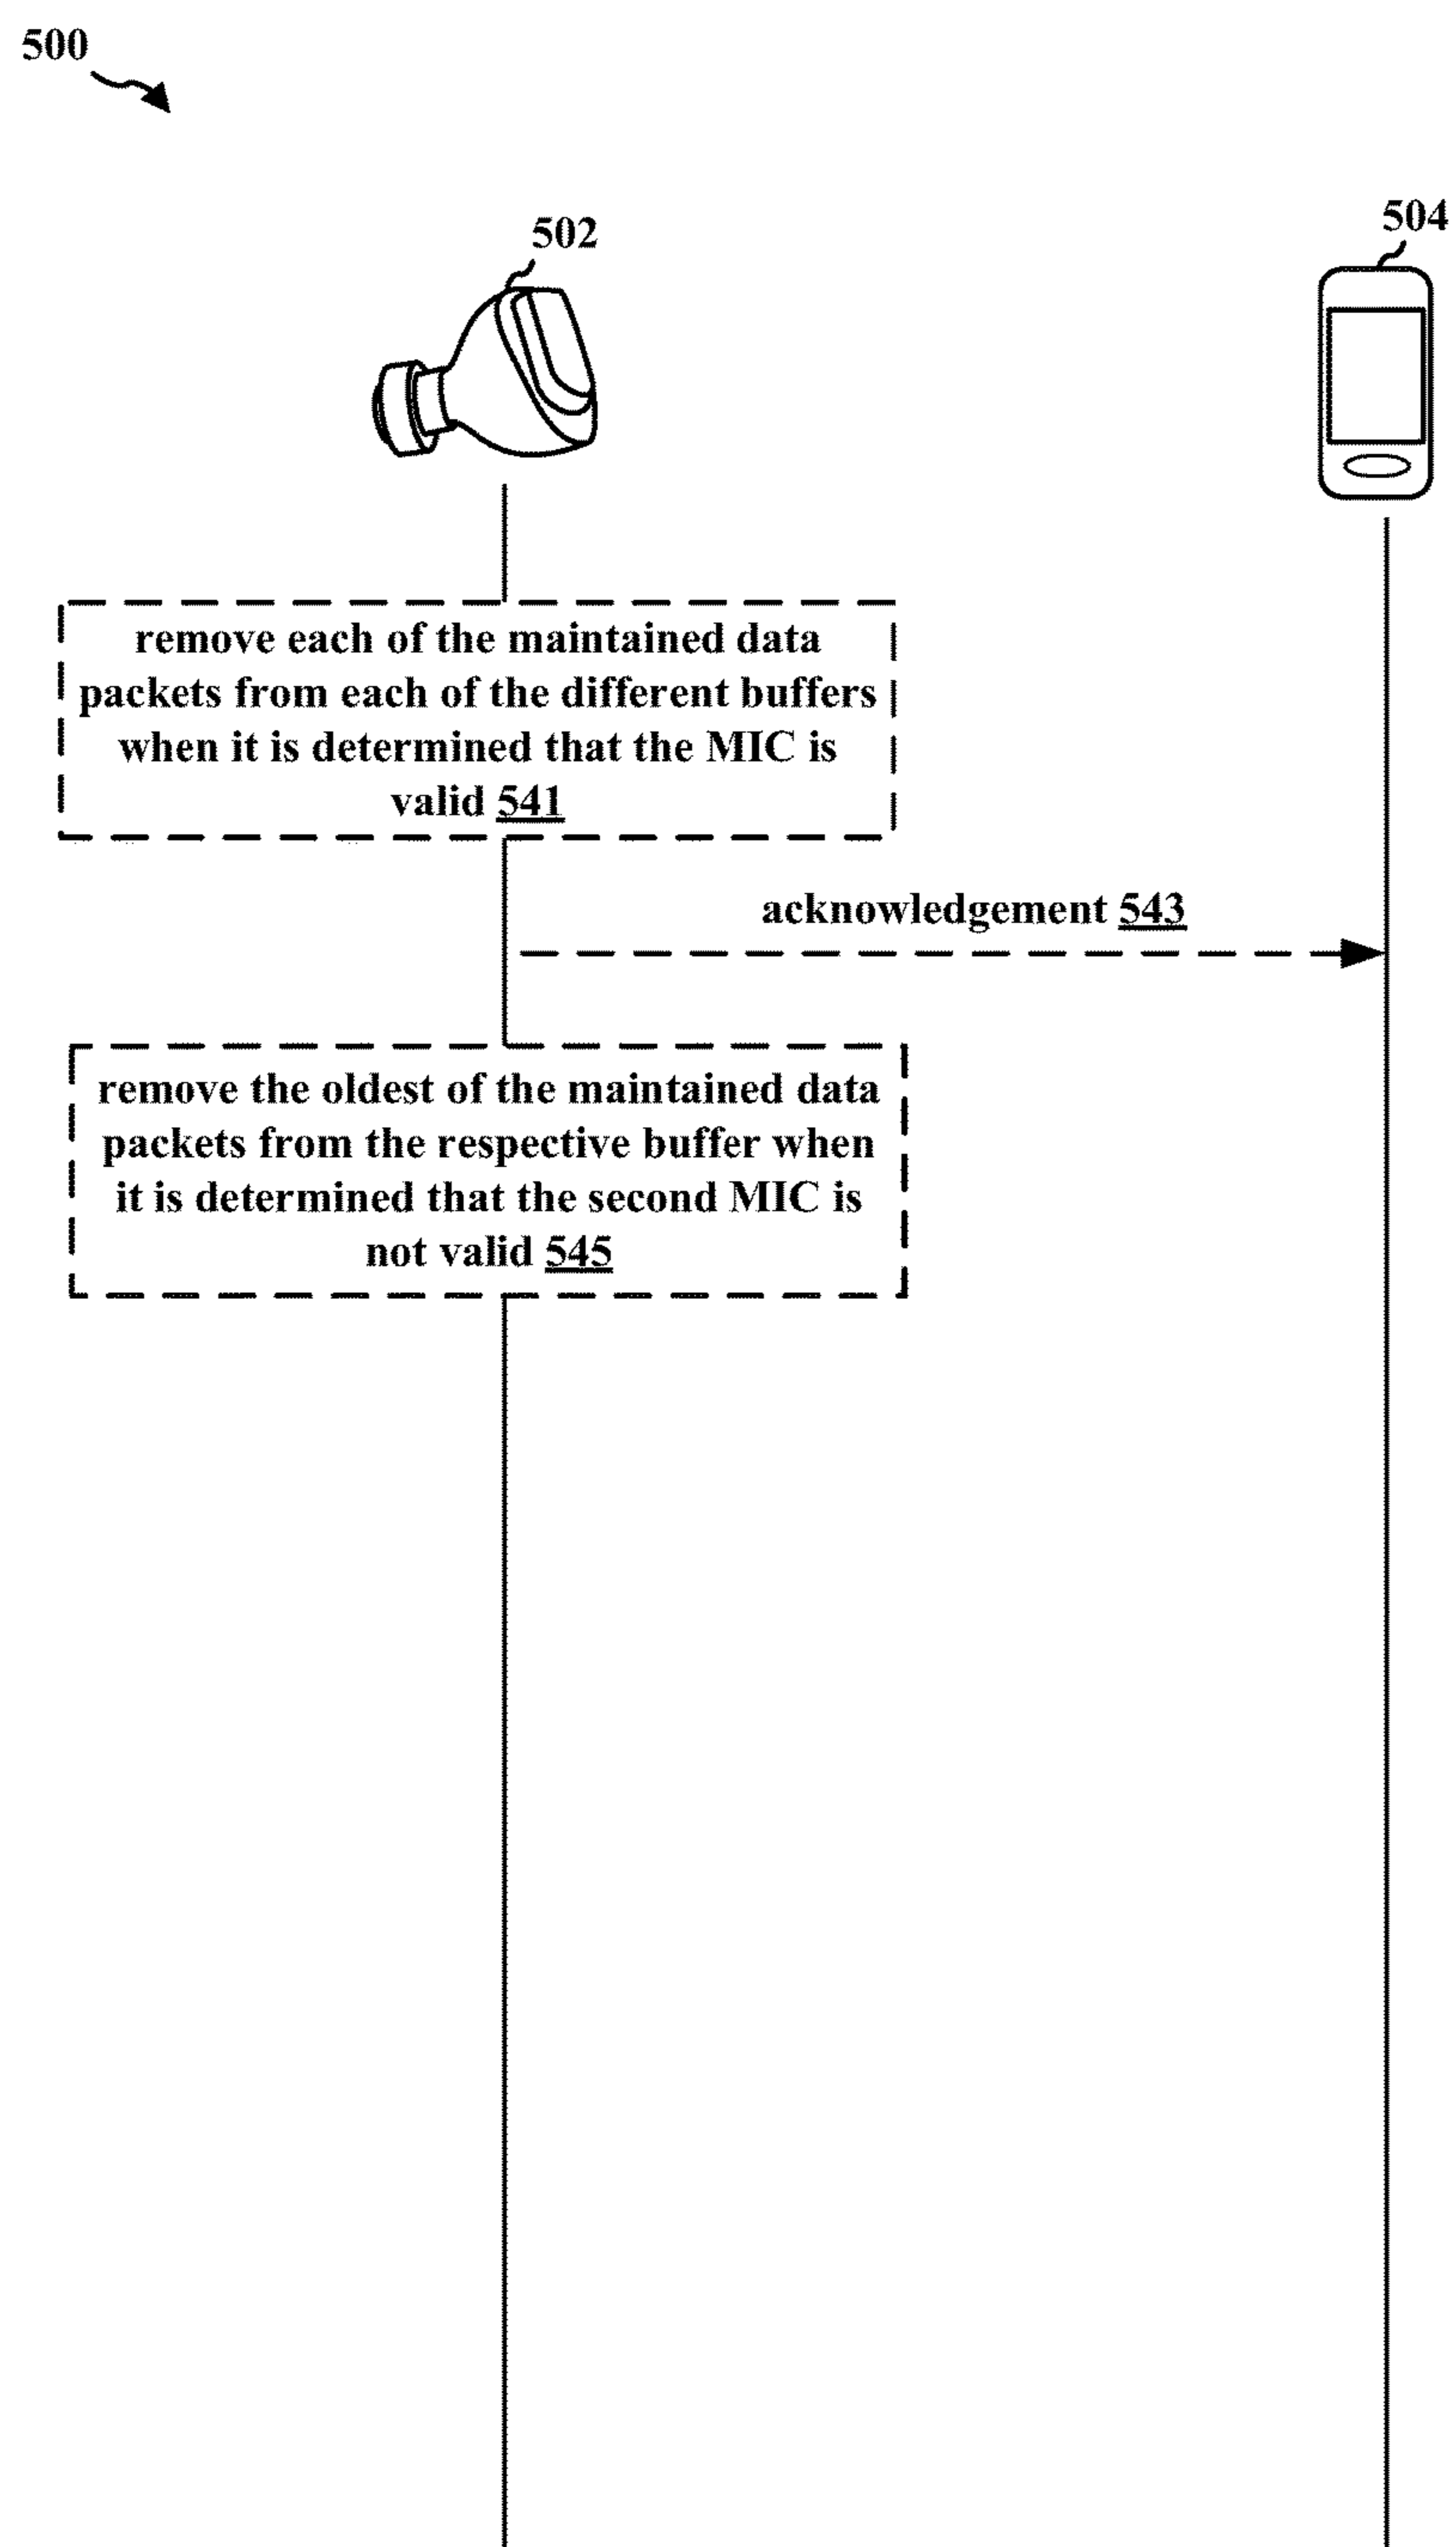 500
502
504
remove each of the maintained data
packets from each of the different buffers
when it is determined that the MIC is
valid 541
acknowledgement 543
remove the oldest of the maintained data
packets from the respective buffer when
it is determined that the second MIC is
not valid 545